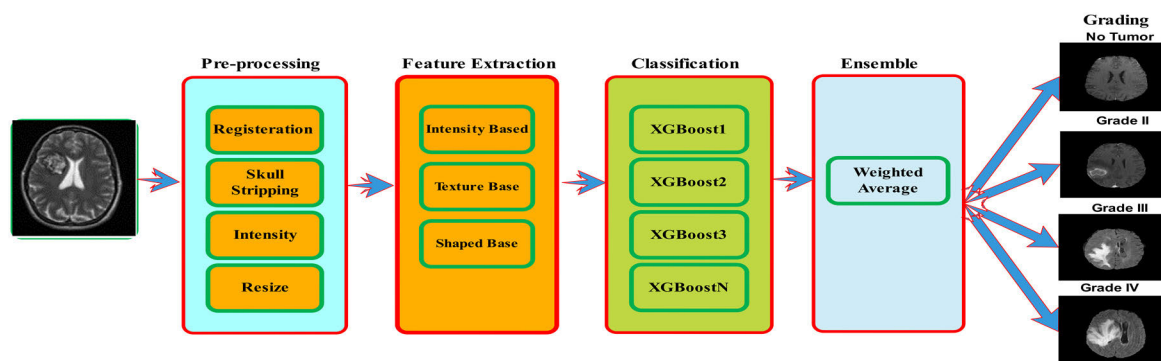 Pre-processing
Registeration
Skull
Stripping
Intensity
Resize
Feature Extraction
Intensity Based
Texture Base
Shaped Base
Classification
XGBoost1
XGBoost2
XGBoost3
XGBoostN
Ensemble
Weighted
Average
Grading
No Tumor
Grade II
Grade III
Grade IV